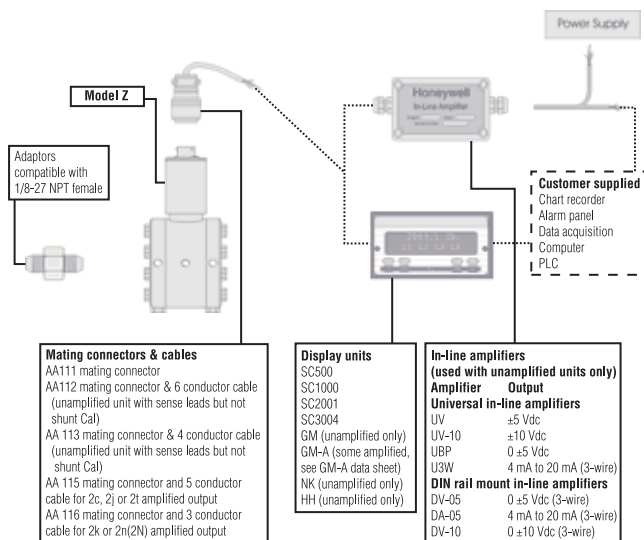 Power Supply
Honeywell
In-Line Amplifier
Model Z
Adaptors
compatible with
1/8-27 NPT female
Customer supplied
Chart recorder
Alarm panel
Data acquisition
Computer
PLC
Mating connectors & cables
AA111 mating connector
AA112 mating connector & 6 conductor cable
(unamplified unit with sense leads but not
shunt Cal)
AA 113 mating connector & 4 conductor cable
(unamplified unit with sense leads but not
shunt Cal)
AA 115 mating connector and 5 conductor
cable for 2c, 2j or 2t amplified output
AA 116 mating connector and 3 conductor
cable for 2k or 2n(2N) amplified output
Display units
SC500
SC1000
SC2001
SC3004
GM (unamplified only)
GM-A (some amplified,
see GM-A data sheet)
NK (unamplified only)
HH (unamplified only)
In-line amplifiers
(used with unamplified units only)
Amplifier Output
Universal in-line amplifiers
UV ±5 Vdc
UV-10 ±10 Vdc
UBP 0 ±5 Vdc
U3W 4 mA to 20 mA (3-wire)
DIN rail mount in-line amplifiers
DV-05 0 ±5 Vdc (3-wire)
DA-05 4 mA to 20 mA (3-wire)
DV-10 0 ±10 Vdc (3-wire)